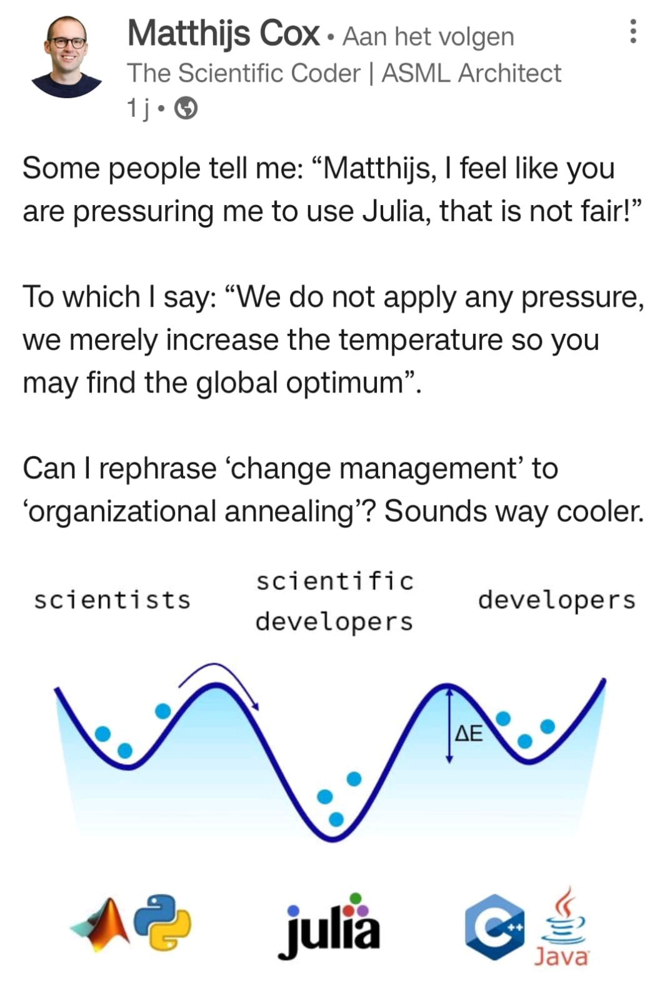 Matthijs Cox • Aan het volgen
The Scientific Coder | ASML Architect
1 j •
Some people tell me: “Matthijs, I feel like you
are pressuring me to use Julia, that is not fair!”
To which I say: “We do not apply any pressure,
we merely increase the temperature so you
may find the global optimum”.
Can I rephrase ‘change management’ to
‘organizational annealing’? Sounds way cooler.
scientists
scientific
developers
developers
ΔE
julia
C++
Java